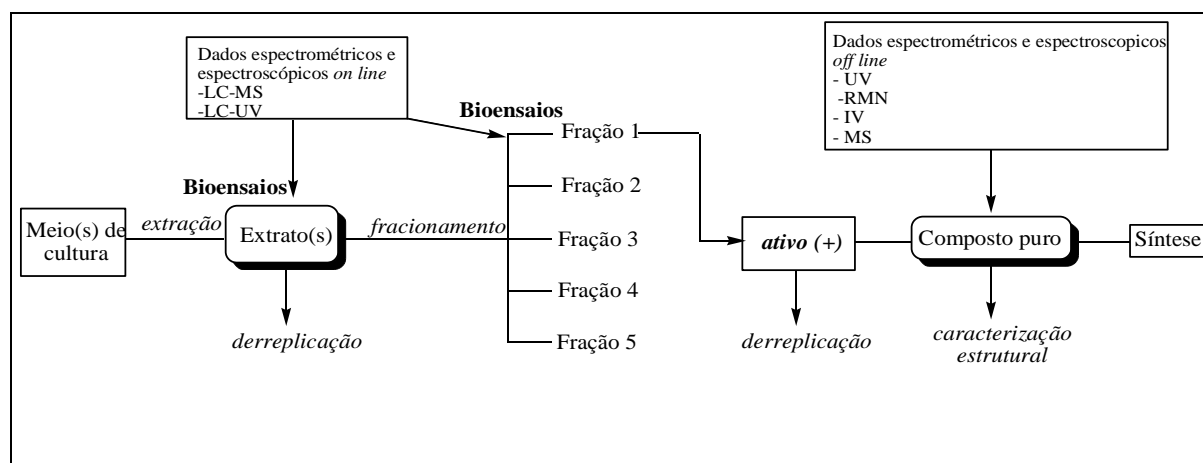 Dados espectrométricos e
espectroscópicos on line
-LC-MS
-LC-UV
Dados espectrométricos e espectroscopicos
off line
- UV
-RMN
- IV
- MS
Bioensaios
Fração 1
Bioensaios
Fração 2
Meio(s) de
cultura
extração
Extrato(s)
fracionamento
Fração 3
ativo (+)
Composto puro
Síntese
Fração 4
derreplicação
Fração 5
derreplicação
caracterização
estrutural